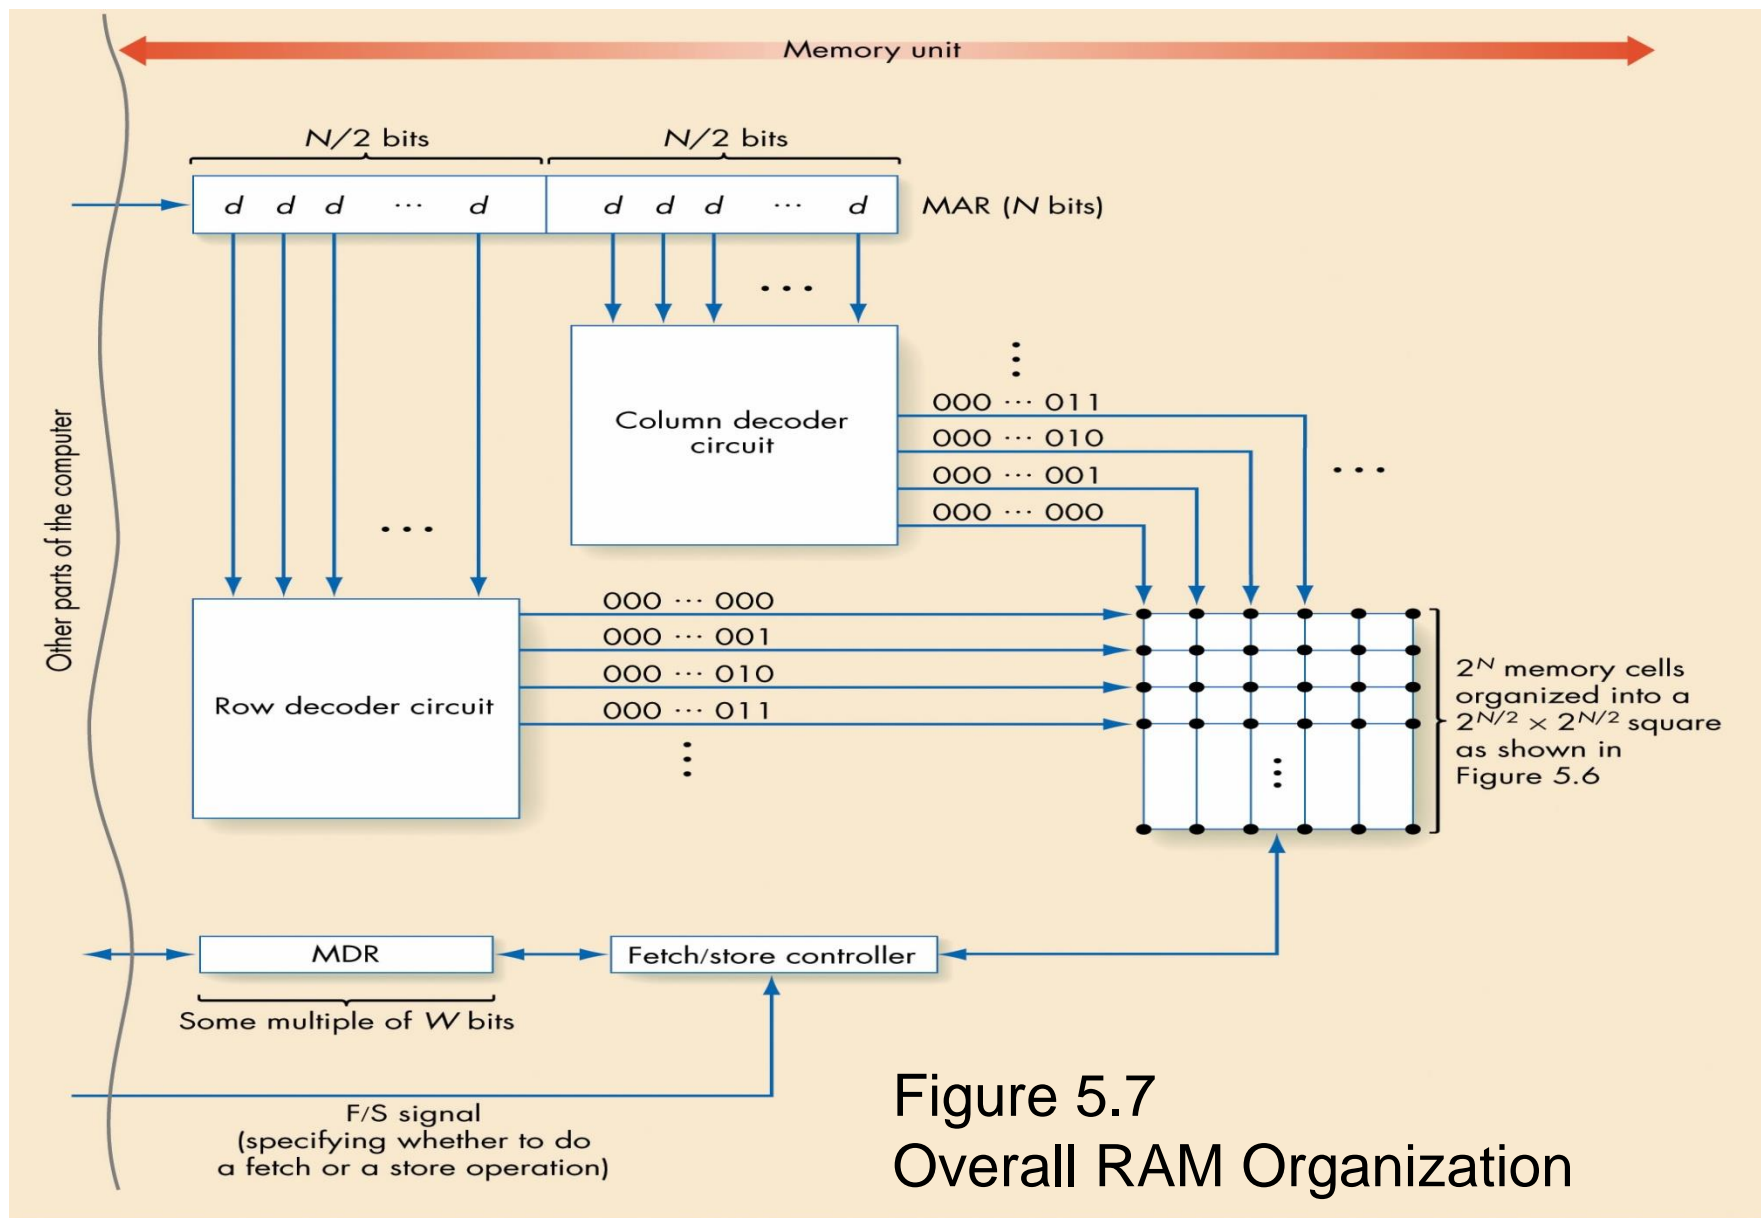 Memory unit
N/2 bits
N/2 bits
d d d ... d
d d d ... d
MAR (N bits)
Other parts of the computer
Column decoder
circuit
000 ... 011
000 ... 010
000 ... 001
000 ... 000
Row decoder circuit
000 ... 000
000 ... 001
000 ... 010
000 ... 011
2^N memory cells
organized into a
2^N/2 × 2^N/2 square
as shown in
Figure 5.6
MDR
Fetch/store controller
Some multiple of W bits
F/S signal
(specifying whether to do
a fetch or a store operation)
Figure 5.7
Overall RAM Organization